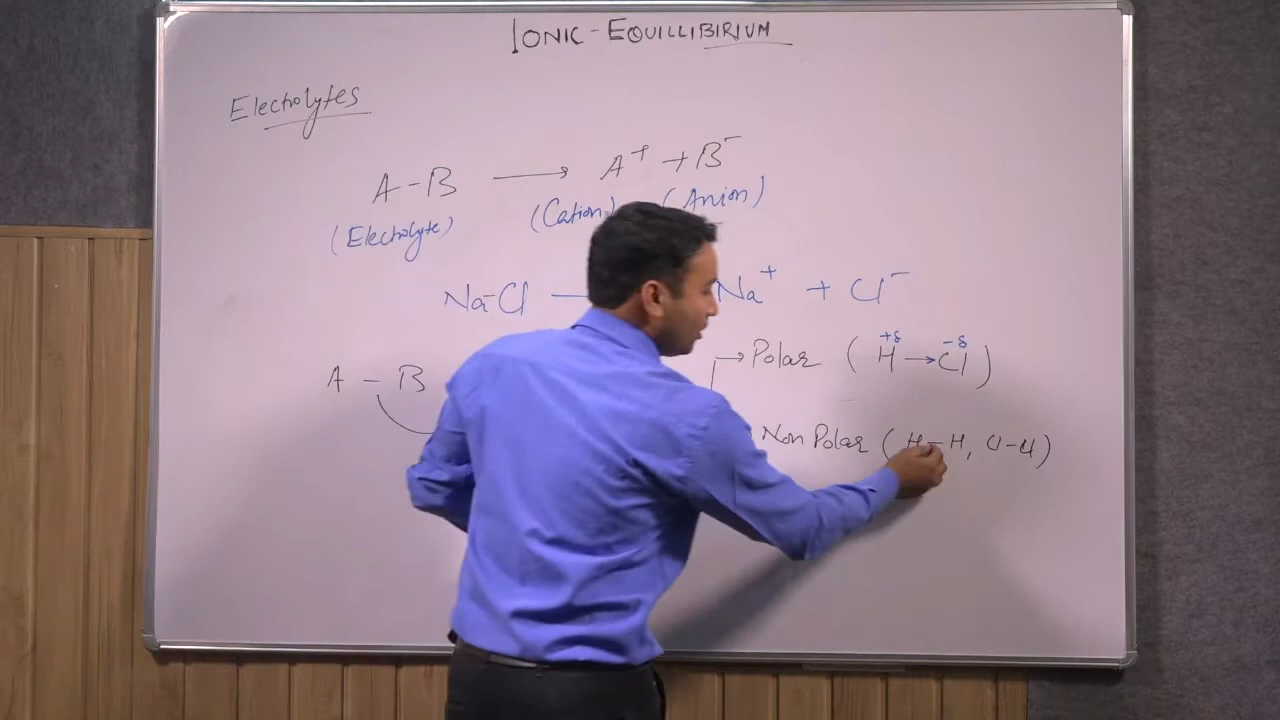 IONIC-EQUILLIBIRIUM
Electrolytes
A-B ⟶ A⁺ + B⁻
(Electrolyte) (Cation) (Anion)
Na-Cl — Na⁺ + Cl⁻
→ Polar ( H → Cl )
+δ -δ
A - B
Non Polar ( H-H, Cl-Cl )